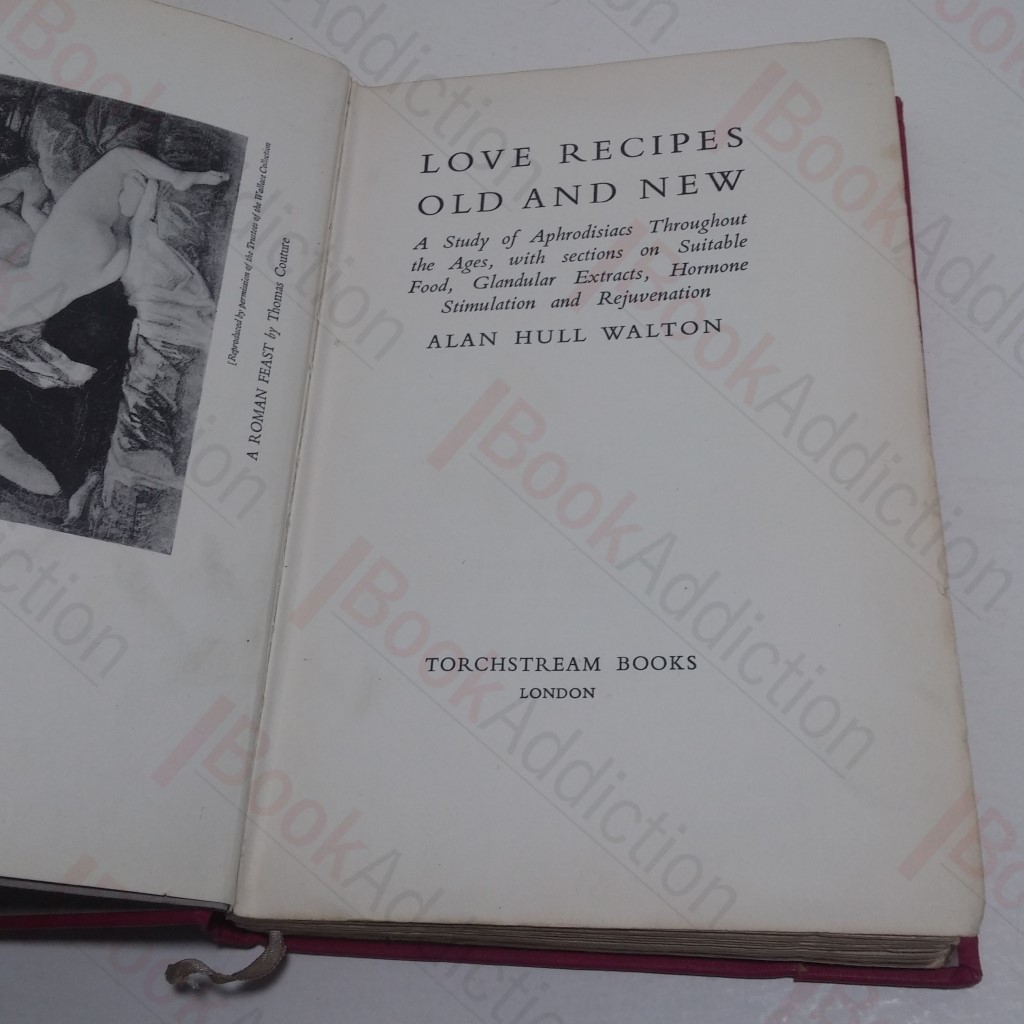 [Reproduced by permission of the Trustees of the Wallace Collection
A ROMAN FEAST by Thomas Couture
LOVE RECIPES
OLD AND NEW
A Study of Aphrodisiacs Throughout
the Ages, with sections on Suitable
Food, Glandular Extracts, Hormone
Stimulation and Rejuvenation
ALAN HULL WALTON
TORCHSTREAM BOOKS
LONDON
BookAddiction